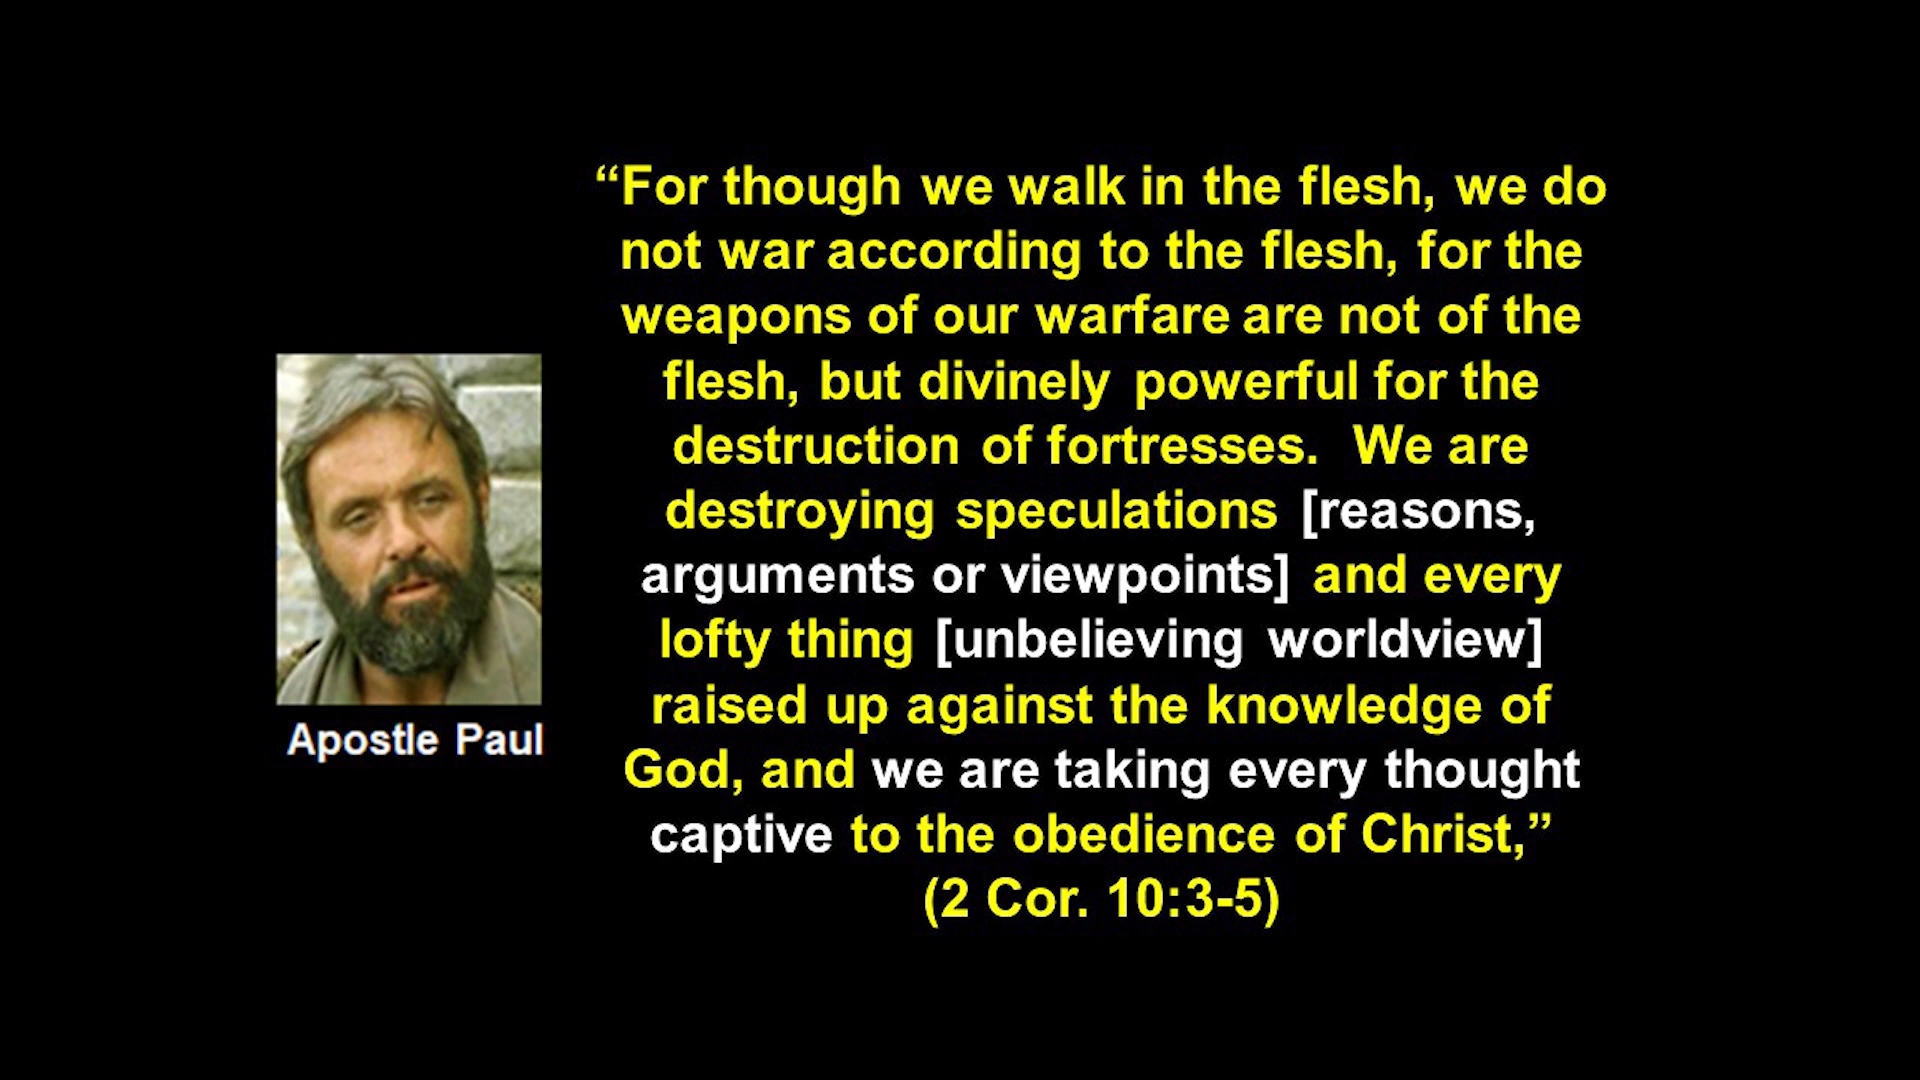 “For though we walk in the flesh, we do
not war according to the flesh, for the
weapons of our warfare are not of the
flesh, but divinely powerful for the
destruction of fortresses. We are
destroying speculations [reasons,
arguments or viewpoints] and every
lofty thing [unbelieving worldview]
raised up against the knowledge of
God, and we are taking every thought
captive to the obedience of Christ,”
(2 Cor. 10:3-5)
Apostle Paul